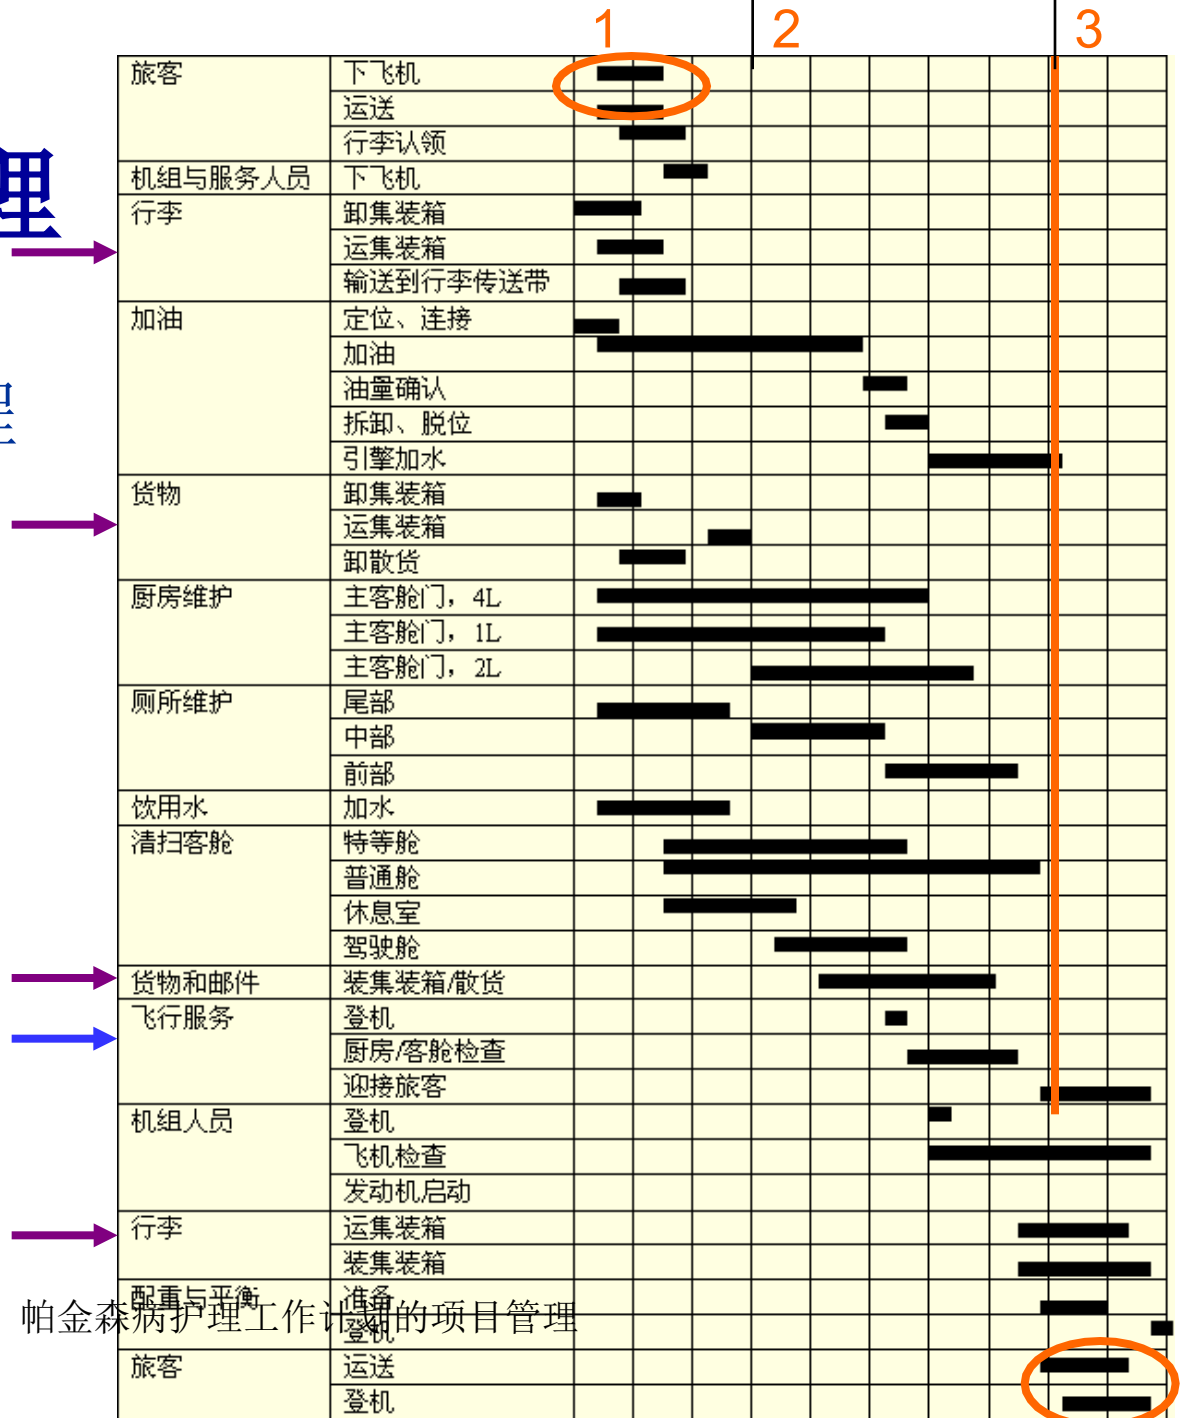 1 2 3
理
程
旅客 下飞机
运送
行李认领
机组与服务人员 下飞机
行李 卸集装箱
运集装箱
输送到行李传送带
加油 定位、连接
加油
油量确认
拆卸、脱位
引擎加水
货物 卸集装箱
运集装箱
卸散货
厨房维护 主客舱门，4L
主客舱门，1L
主客舱门，2L
厕所维护 尾部
中部
前部
饮用水 加水
清扫客舱 特等舱
普通舱
休息室
驾驶舱
货物和邮件 装集装箱/散货
飞行服务 登机
厨房/客舱检查
迎接旅客
机组人员 登机
飞机检查
发动机启动
行李 运集装箱
装集装箱
配重与平衡 准备
登机
帕金森病护理工作计划的项目管理
旅客 运送
登机